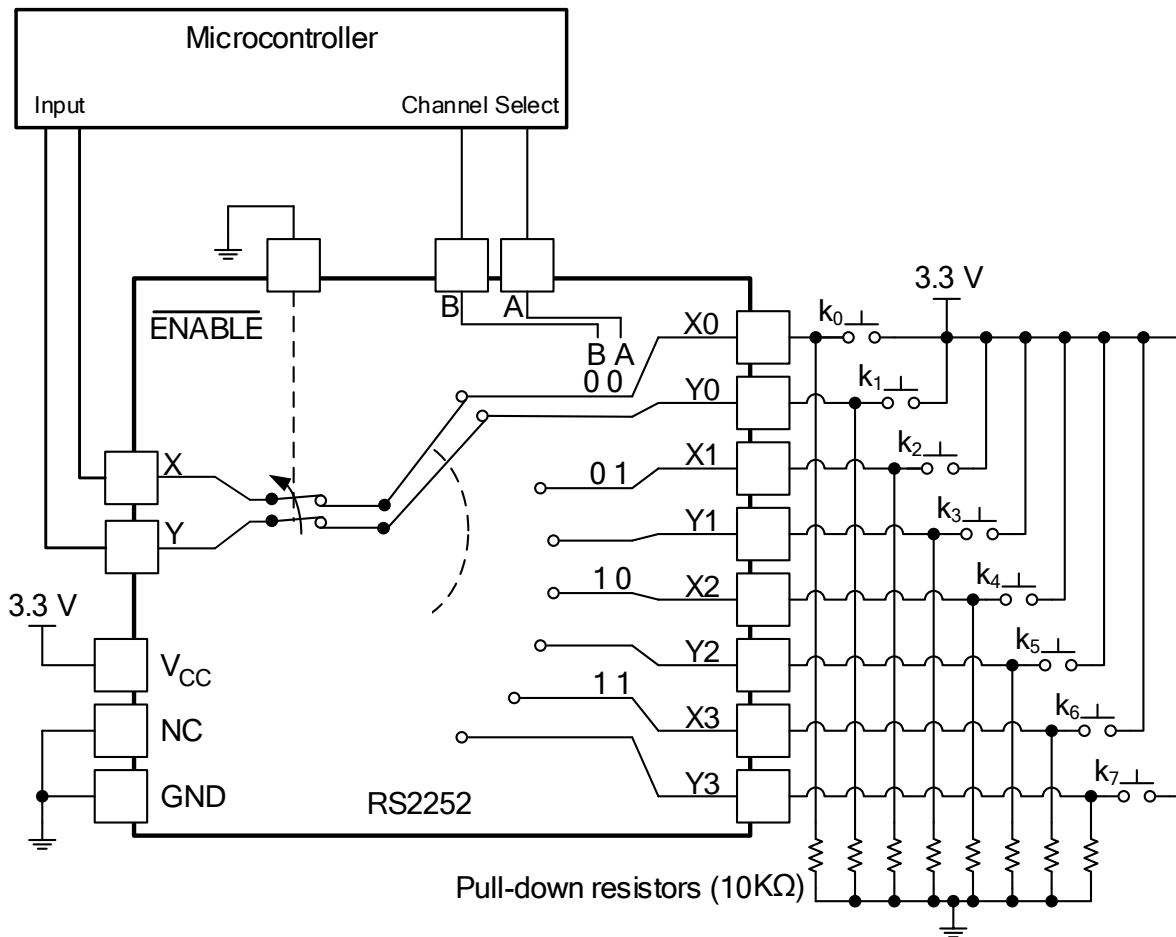 Microcontroller
Input
Channel Select
3.3 V
B
A
ENABLE
B A
0 0
X0
k0
Y0
k1
X
0 1
X1
k2
Y
Y1
k3
1 0
X2
k4
3.3 V
VCC
Y2
k5
1 1
NC
X3
k6
GND
RS2252
Y3
k7
Pull-down resistors (10KΩ)